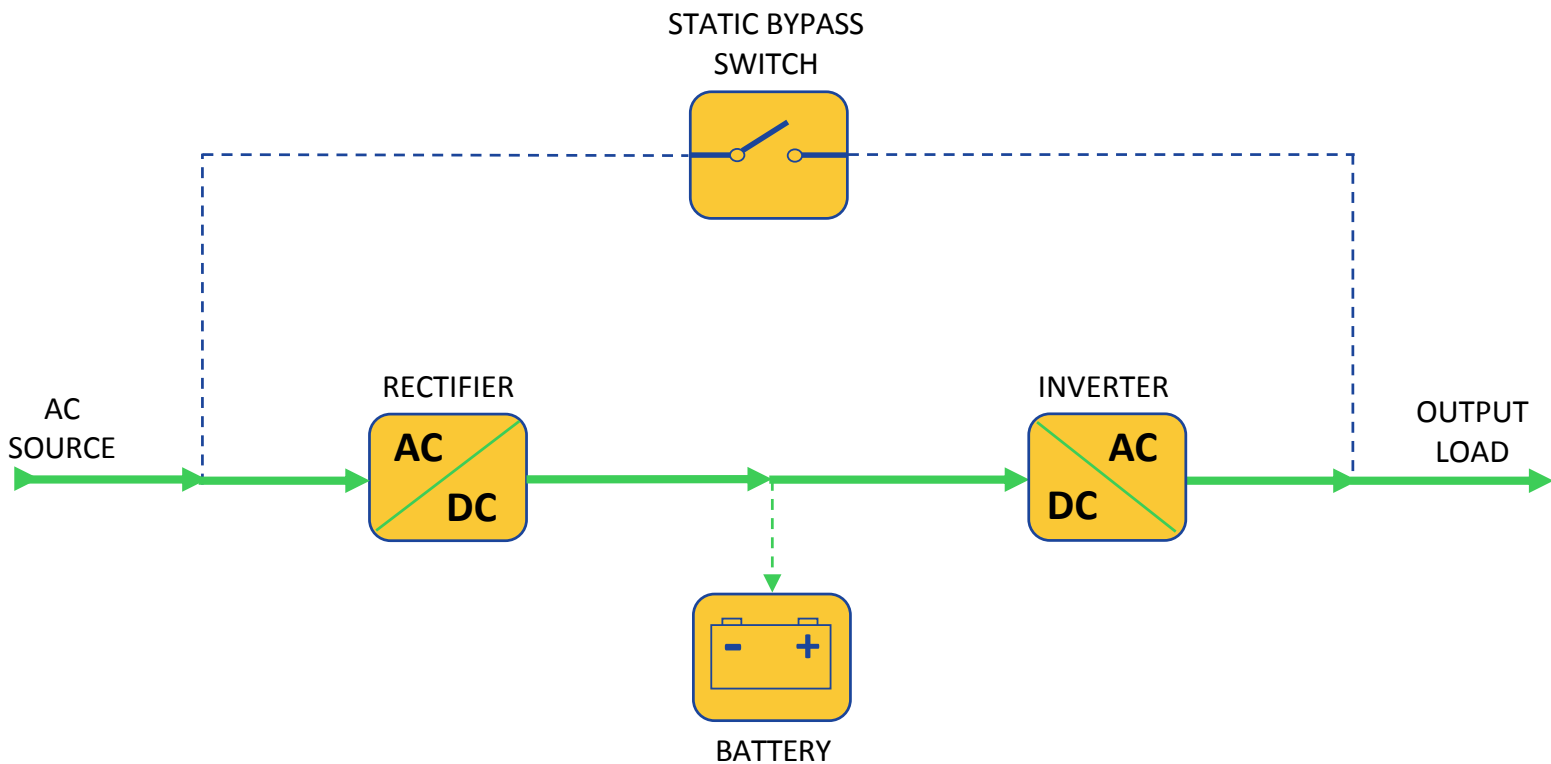 STATIC BYPASS
SWITCH
RECTIFIER
INVERTER
AC
SOURCE
AC
DC
AC
DC
OUTPUT
LOAD
- +
BATTERY